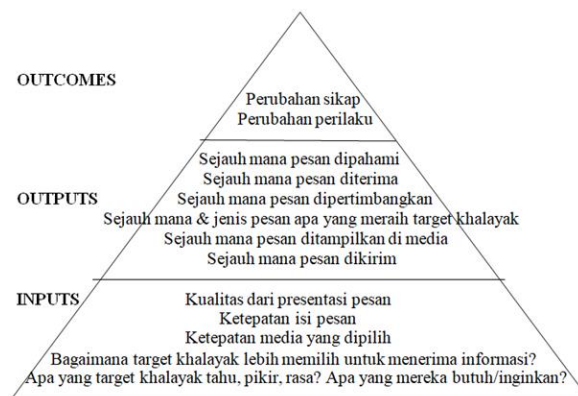 OUTCOMES
Perubahan sikap
Perubahan perilaku
Sejauh mana pesan dipahami
Sejauh mana pesan diterima
OUTPUTS
Sejauh mana pesan dipertimbangkan
Sejauh mana & jenis pesan apa yang meraih target khalayak
Sejauh mana pesan ditampilkan di media
Sejauh mana pesan dikirim
INPUTS
Kualitas dari presentasi pesan
Ketepatan isi pesan
Ketepatan media yang dipilih
Bagaimana target khalayak lebih memilih untuk menerima informasi?
Apa yang target khalayak tahu, pikir, rasa? Apa yang mereka butuh/inginkan?